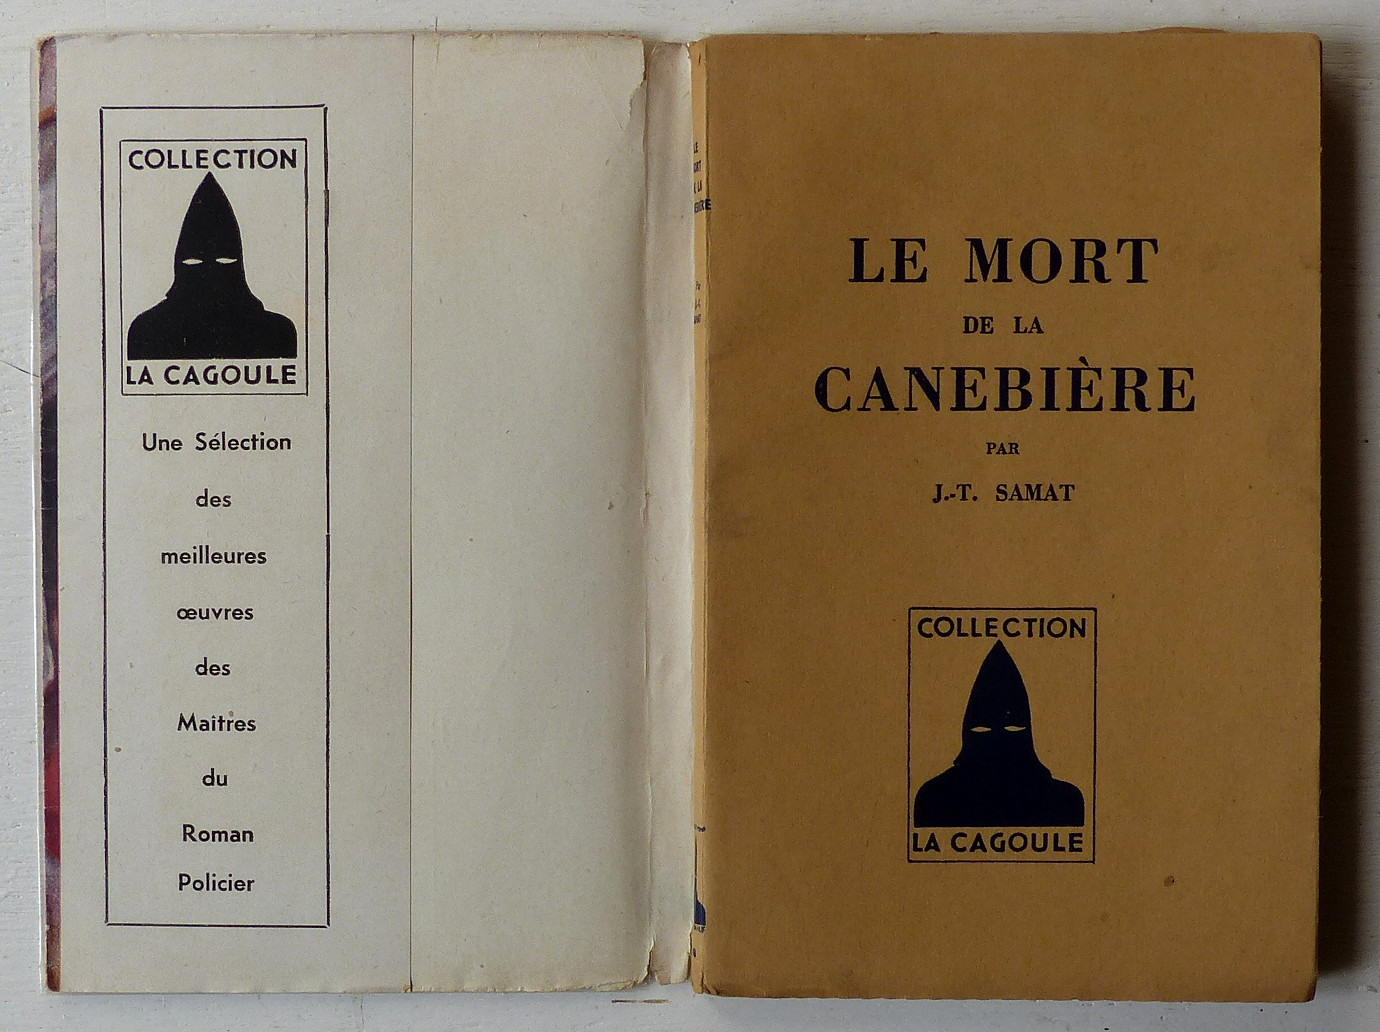 COLLECTION
LA CAGOULE
Une Sélection
des
meilleures
œuvres
des
Maîtres
du
Roman
Policier
LE MORT
DE LA
CANEBIÈRE
PAR
J.-T. SAMAT
COLLECTION
LA CAGOULE